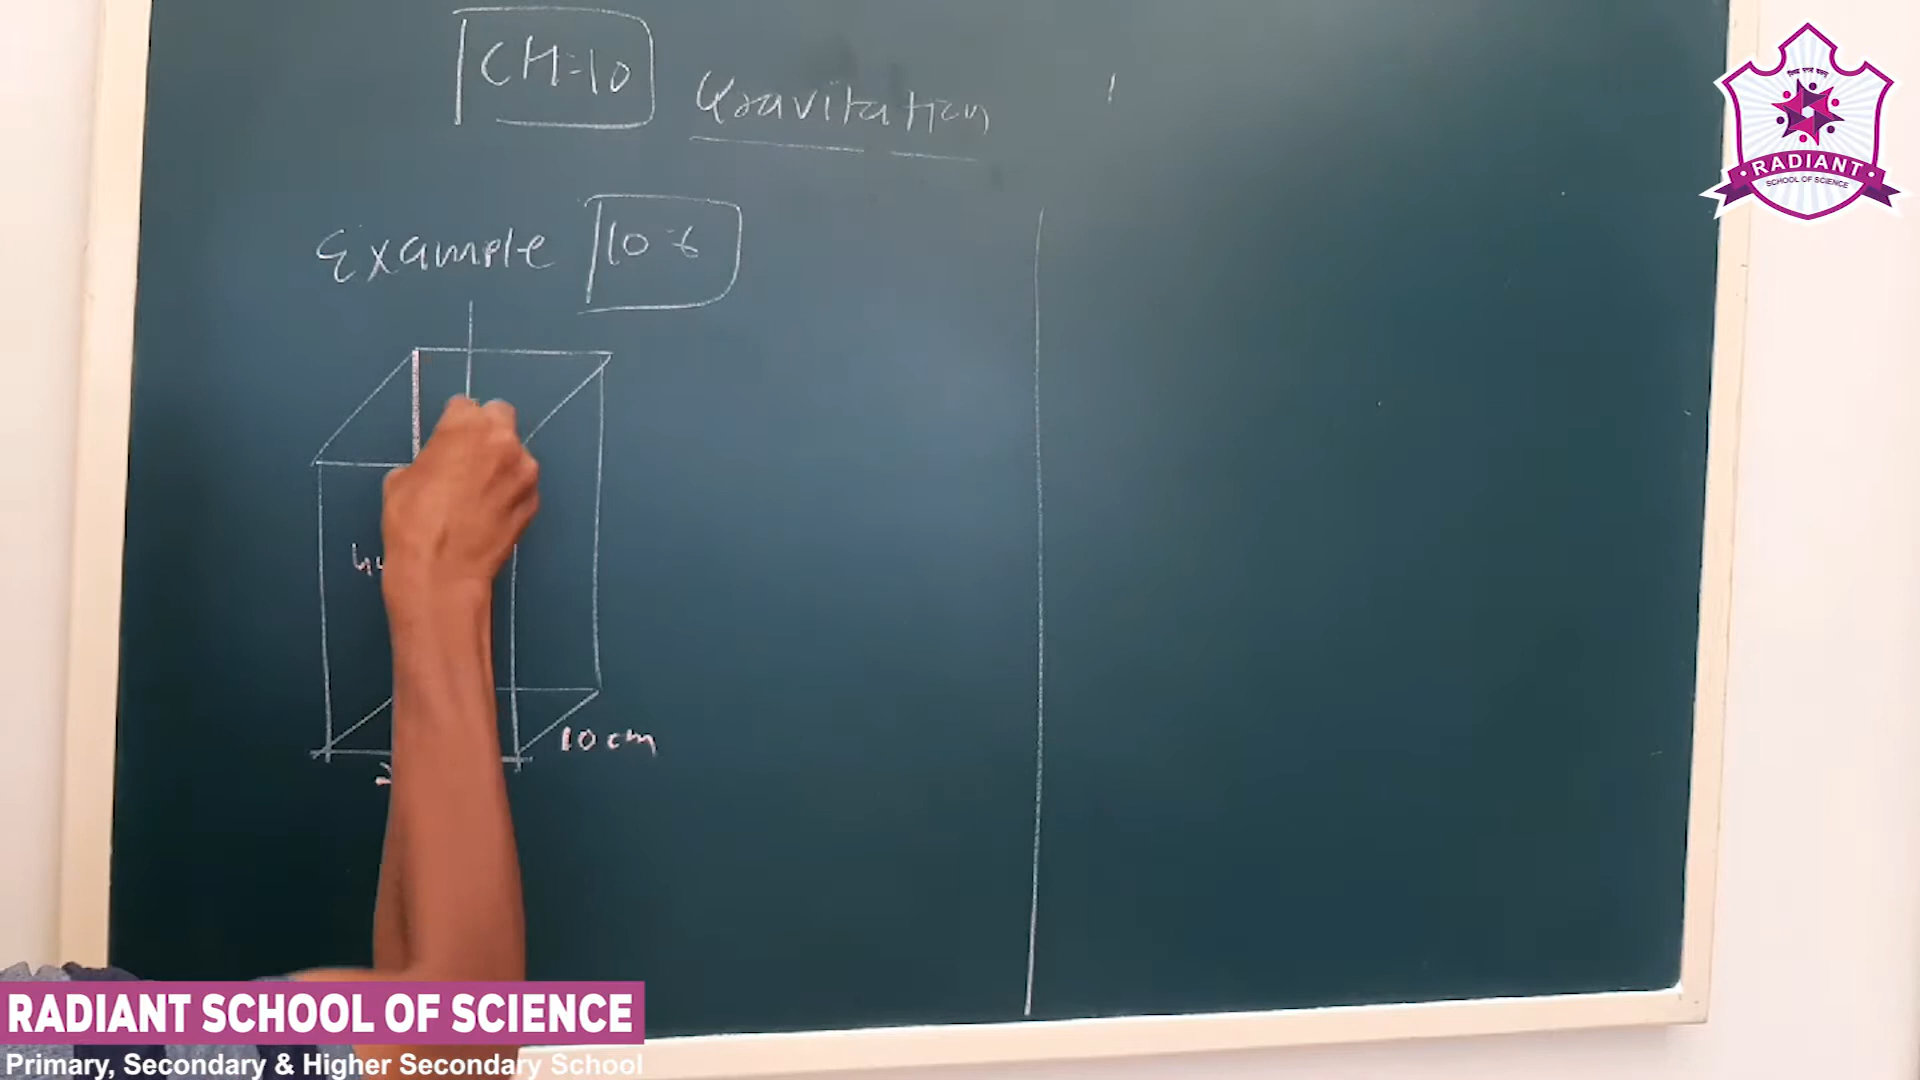 CH=10 Gravitation
Example 10.6
10 cm
RADIANT
SCHOOL OF SCIENCE
RADIANT SCHOOL OF SCIENCE
Primary, Secondary & Higher Secondary School